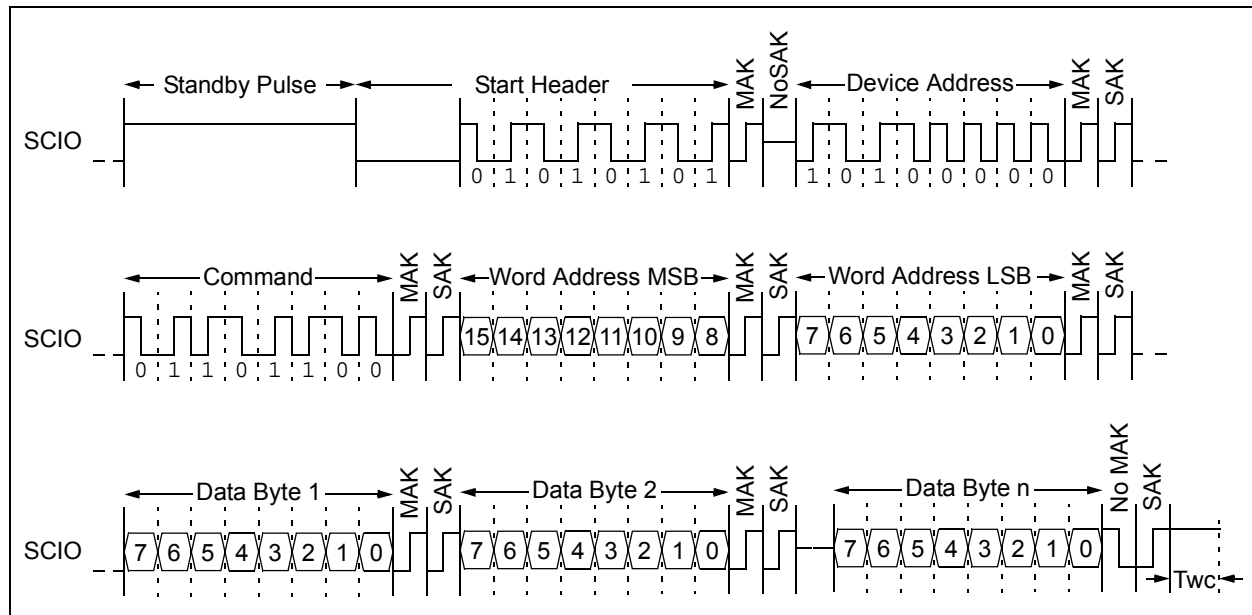 Standby Pulse Start Header MAK NoSAK Device Address MAK SAK
SCIO
0 1 0 1 0 1 0 1 1 0 1 0 0 0 0 0
Command MAK SAK Word Address MSB MAK SAK Word Address LSB MAK SAK
SCIO 15 14 13 12 11 10 9 8 7 6 5 4 3 2 1 0
0 1 1 0 1 1 0 0
Data Byte 1 MAK SAK Data Byte 2 MAK SAK Data Byte n No MAK SAK
SCIO 7 6 5 4 3 2 1 0 7 6 5 4 3 2 1 0 7 6 5 4 3 2 1 0
Twc